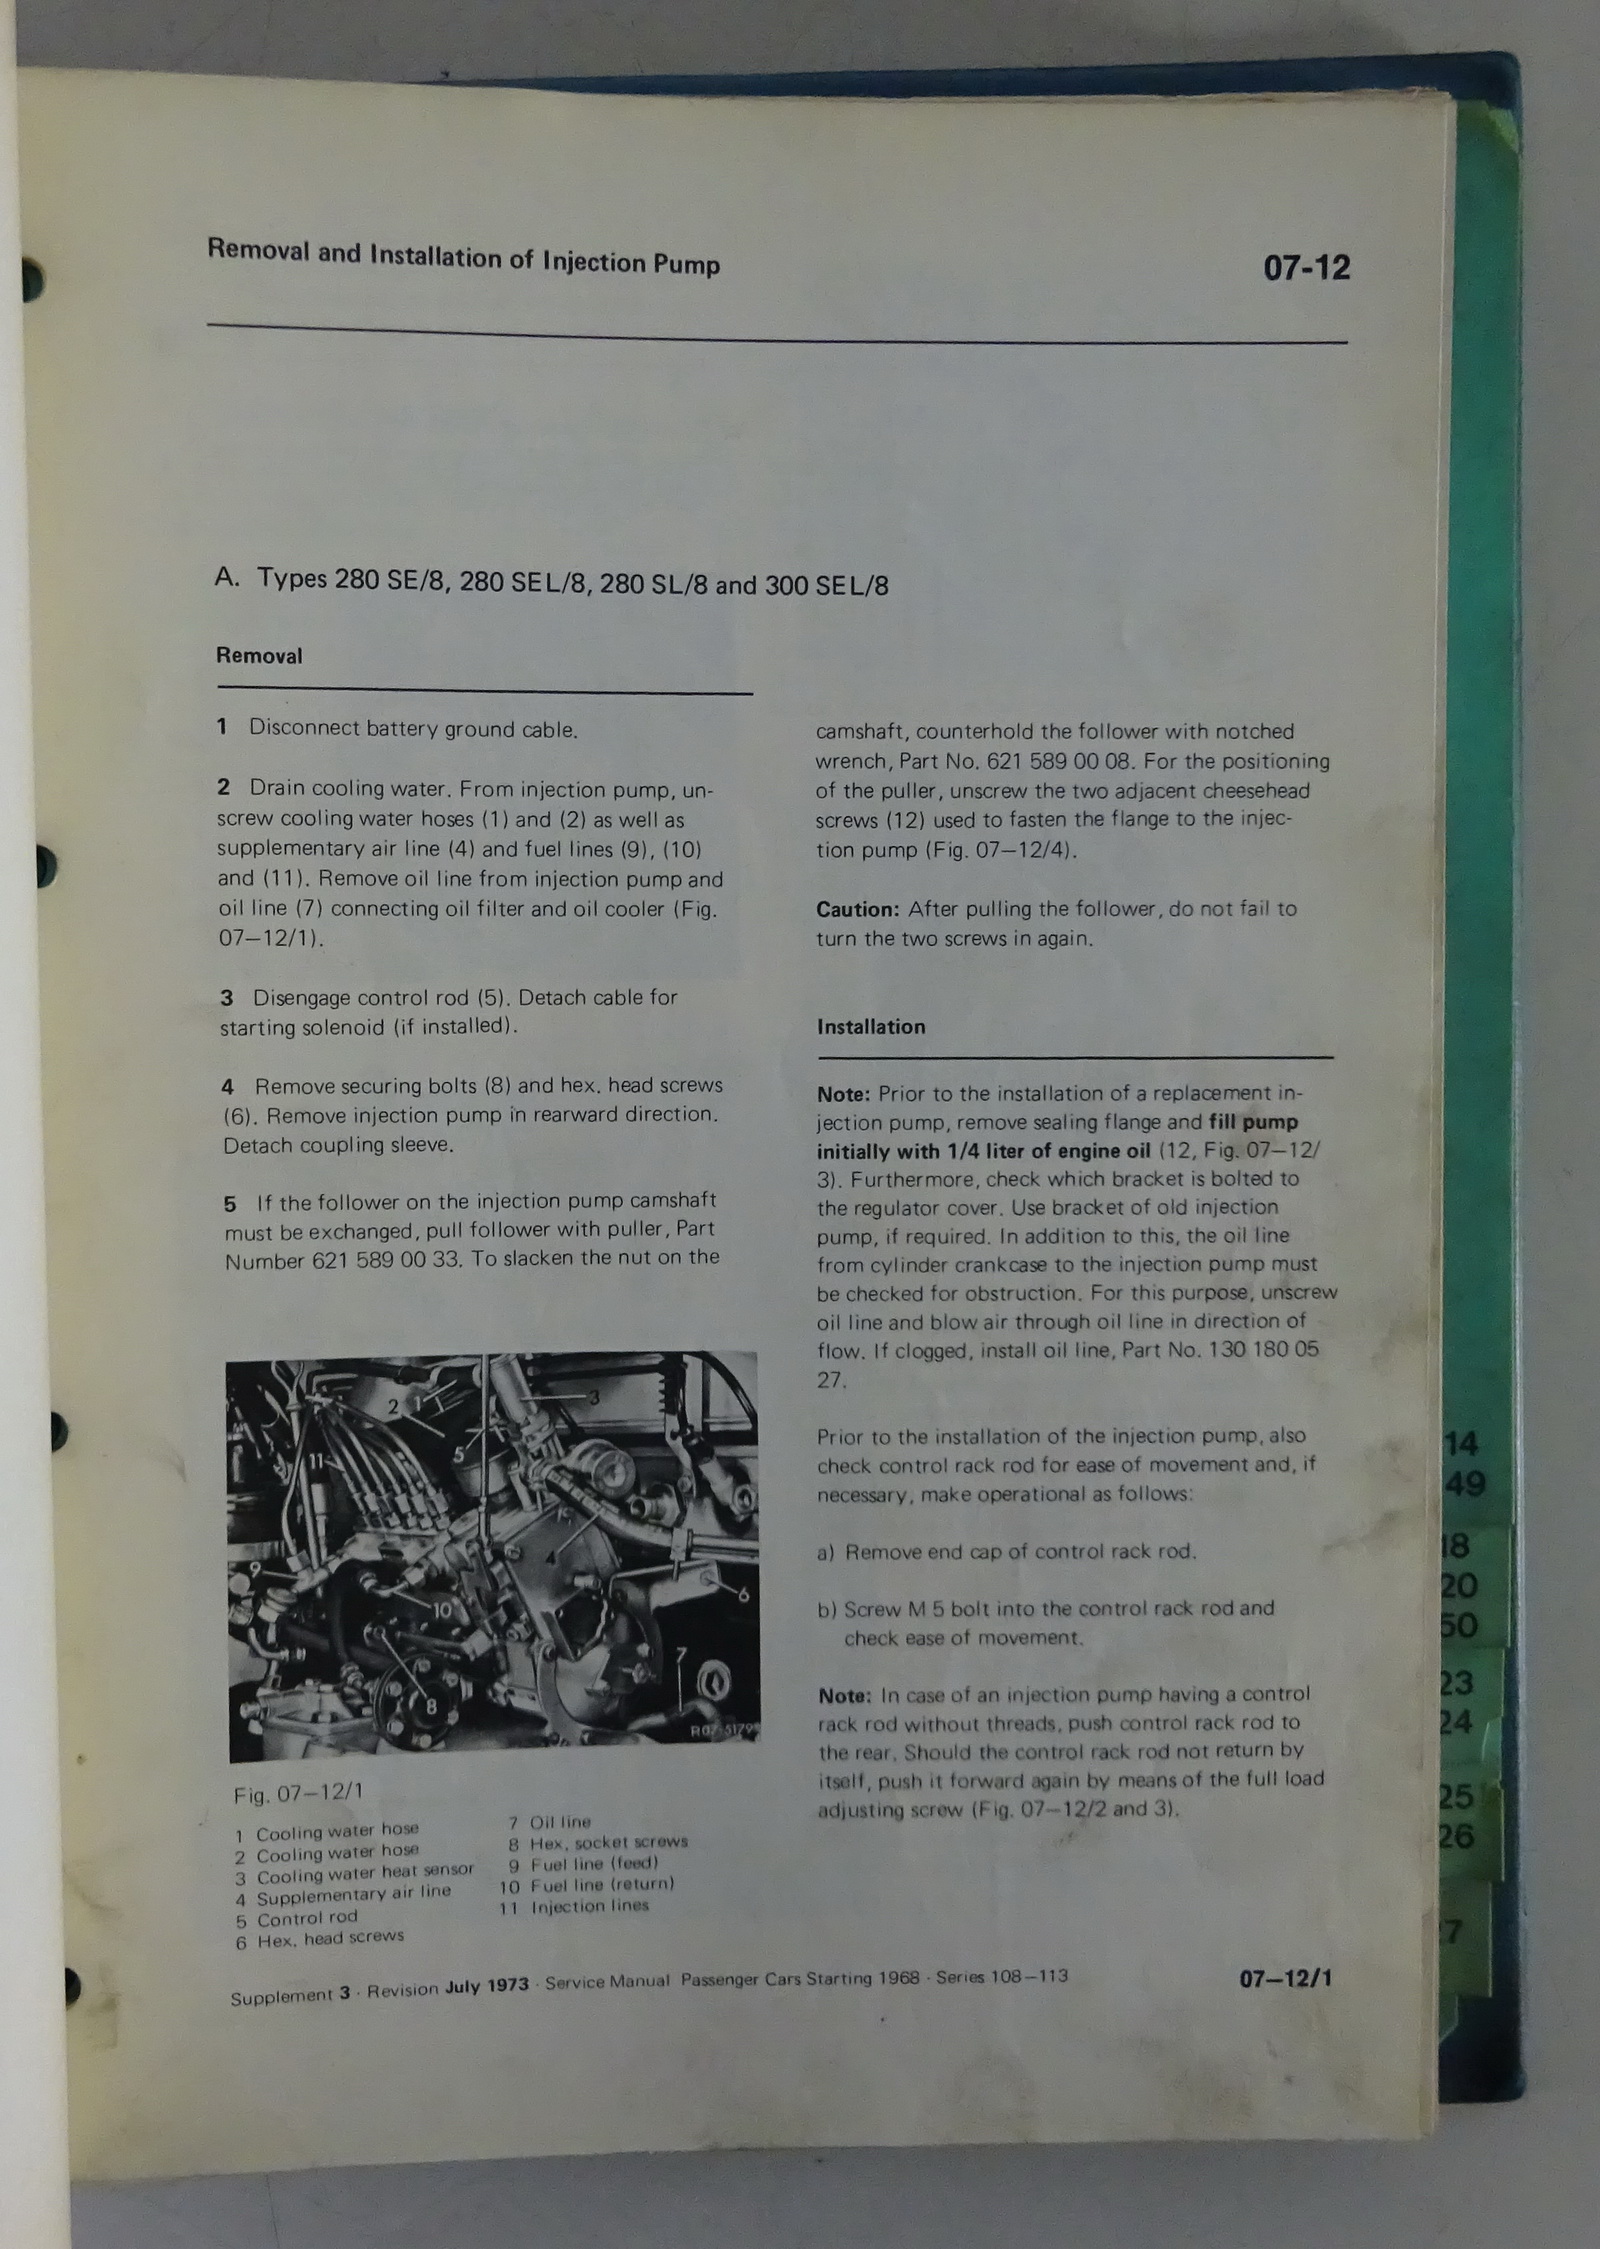 Removal and Installation of Injection Pump
07-12
A. Types 280 SE/8, 280 SEL/8, 280 SL/8 and 300 SEL/8
Removal
1 Disconnect battery ground cable.
2 Drain cooling water. From injection pump, un-
screw cooling water hoses (1) and (2) as well as
supplementary air line (4) and fuel lines (9), (10)
and (11). Remove oil line from injection pump and
oil line (7) connecting oil filter and oil cooler (Fig.
07–12/1).
3 Disengage control rod (5). Detach cable for
starting solenoid (if installed).
4 Remove securing bolts (8) and hex. head screws
(6). Remove injection pump in rearward direction.
Detach coupling sleeve.
5 If the follower on the injection pump camshaft
must be exchanged, pull follower with puller, Part
Number 621 589 00 33. To slacken the nut on the
2 1 3
5
11
4
9
10
6
7
8
R07-5179
Fig. 07–12/1
1 Cooling water hose
2 Cooling water hose
3 Cooling water heat sensor
4 Supplementary air line
5 Control rod
6 Hex. head screws
7 Oil line
8 Hex. socket screws
9 Fuel line (feed)
10 Fuel line (return)
11 Injection lines
camshaft, counterhold the follower with notched
wrench, Part No. 621 589 00 08. For the positioning
of the puller, unscrew the two adjacent cheesehead
screws (12) used to fasten the flange to the injec-
tion pump (Fig. 07–12/4).
Caution: After pulling the follower, do not fail to
turn the two screws in again.
Installation
Note: Prior to the installation of a replacement in-
jection pump, remove sealing flange and fill pump
initially with 1/4 liter of engine oil (12, Fig. 07–12/
3). Furthermore, check which bracket is bolted to
the regulator cover. Use bracket of old injection
pump, if required. In addition to this, the oil line
from cylinder crankcase to the injection pump must
be checked for obstruction. For this purpose, unscrew
oil line and blow air through oil line in direction of
flow. If clogged, install oil line, Part No. 130 180 05
27.
Prior to the installation of the injection pump, also
check control rack rod for ease of movement and, if
necessary, make operational as follows:
a) Remove end cap of control rack rod.
b) Screw M 5 bolt into the control rack rod and
check ease of movement.
Note: In case of an injection pump having a control
rack rod without threads, push control rack rod to
the rear. Should the control rack rod not return by
itself, push it forward again by means of the full load
adjusting screw (Fig. 07–12/2 and 3).
Supplement 3 · Revision July 1973 · Service Manual Passenger Cars Starting 1968 · Series 108–113
07–12/1
14
49
18
20
50
23
24
25
26
7